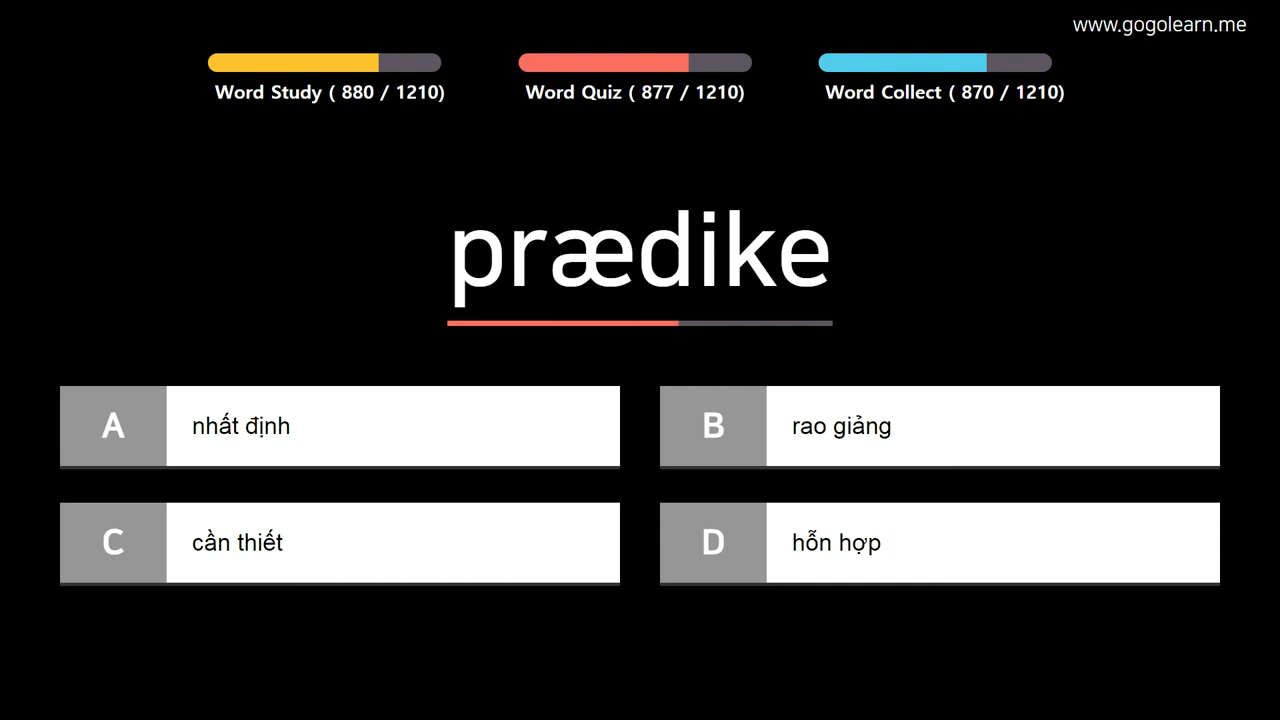 www.gogolearn.me
Word Study ( 880 / 1210)
Word Quiz ( 877 / 1210)
Word Collect ( 870 / 1210)
prædike
A
nhất định
B
rao giảng
C
cần thiết
D
hỗn hợp